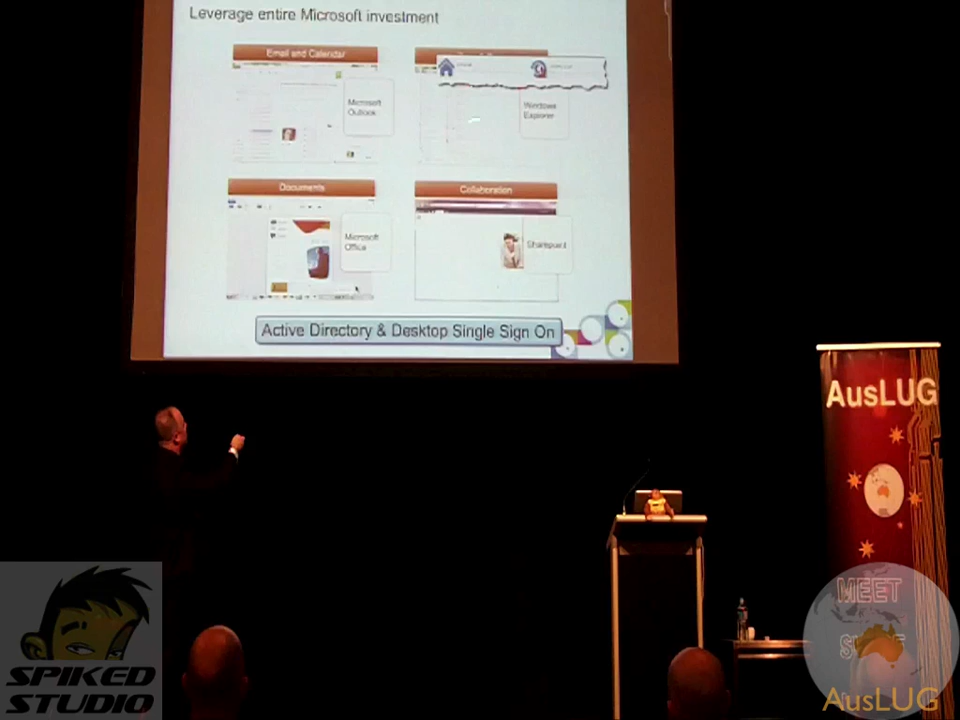 Leverage entire Microsoft investment
Email and Calendar
Microsoft
Outlook
Windows
Explorer
Documents
Collaboration
Microsoft
Office
Sharepoint
Active Directory & Desktop Single Sign On
AusLUG
MEET
SPIKED
STUDIO
AusLUG